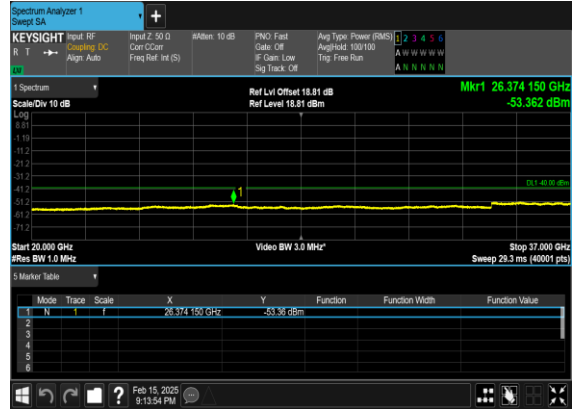 Spectrum Analyzer 1
Swept SA
KEYSIGHT
R T
Input: RF
Coupling: DC
Align: Auto
Input Z: 50 Ω
Corr CCorr
Freq Ref: Int (S)
#Atten: 10 dB
PNO: Fast
Gate: Off
IF Gain: Low
Sig Track: Off
Avg Type: Power (RMS)
Avg|Hold: 100/100
Trig: Free Run
1 2 3 4 5 6
A W W W W W
A N N N N N
1 Spectrum
Scale/Div 10 dB
Ref Lvl Offset 18.81 dB
Ref Level 18.81 dBm
Mkr1 26.374 150 GHz
-53.362 dBm
Log
8.81
-1.19
-11.2
-21.2
-31.2
-41.2
-51.2
-61.2
-71.2
1
DL1 -40.00 dBm
Start 20.000 GHz
#Res BW 1.0 MHz
Video BW 3.0 MHz*
Stop 37.000 GHz
Sweep 29.3 ms (40001 pts)
5 Marker Table
Mode Trace Scale X Y Function Function Width Function Value
1 N 1 f 26.374 150 GHz -53.36 dBm
2
3
4
5
6
?
Feb 15, 2025
9:13:54 PM